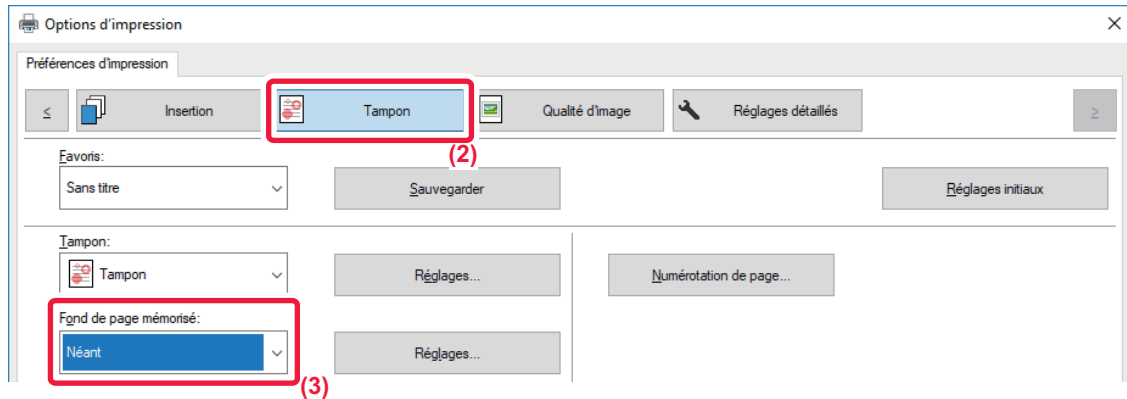 Options d'impression
Préférences d'impression
< Insertion Tampon Qualité d'image Réglages détaillés >
(2)
Favoris:
Sans titre Sauvegarder Réglages initiaux
Tampon:
Tampon Réglages... Numérotation de page...
Fond de page mémorisé:
Néant Réglages...
(3)